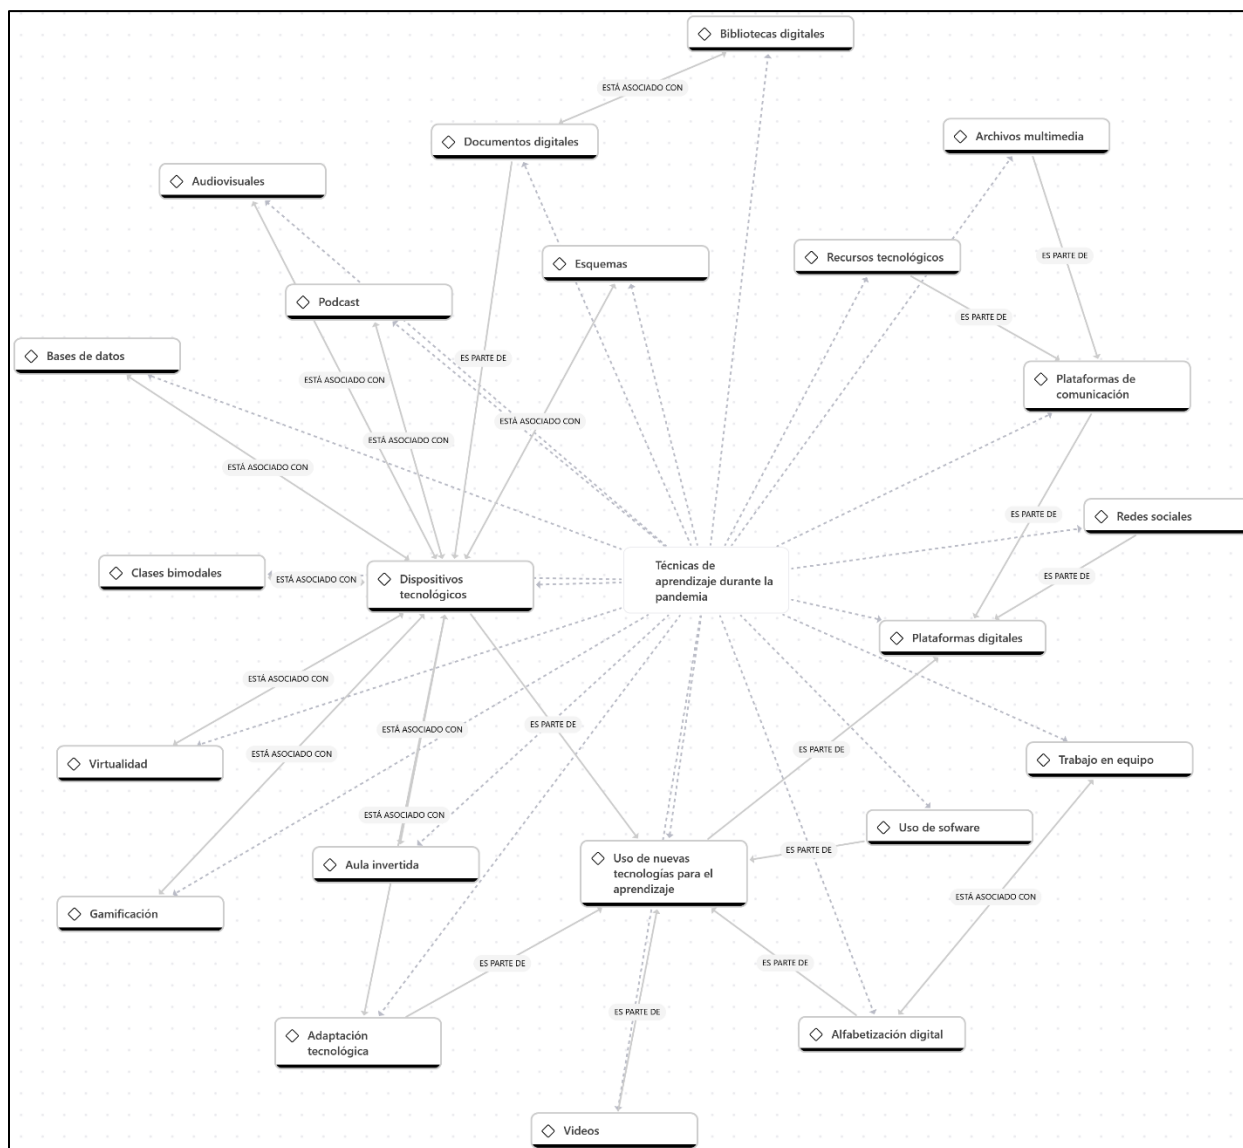 Bibliotecas digitales
ESTÁ ASOCIADO CON
Documentos digitales
Archivos multimedia
Audiovisuales
Recursos tecnológicos
ES PARTE DE
Esquemas
Podcast
ES PARTE DE
Bases de datos
ES PARTE DE
Plataformas de
comunicación
ESTÁ ASOCIADO CON
ESTÁ ASOCIADO CON
ESTÁ ASOCIADO CON
ESTÁ ASOCIADO CON
ES PARTE DE
Redes sociales
Clases bimodales
ESTÁ ASOCIADO CON
Dispositivos
tecnológicos
Técnicas de
aprendizaje durante la
pandemia
ES PARTE DE
Plataformas digitales
ESTÁ ASOCIADO CON
ES PARTE DE
ESTÁ ASOCIADO CON
ESTÁ ASOCIADO CON
ES PARTE DE
Virtualidad
Trabajo en equipo
ESTÁ ASOCIADO CON
Uso de sofware
ES PARTE DE
Aula invertida
Uso de nuevas
tecnologías para el
aprendizaje
ESTÁ ASOCIADO CON
Gamificación
ES PARTE DE
ES PARTE DE
ES PARTE DE
Adaptación
tecnológica
Alfabetización digital
Videos